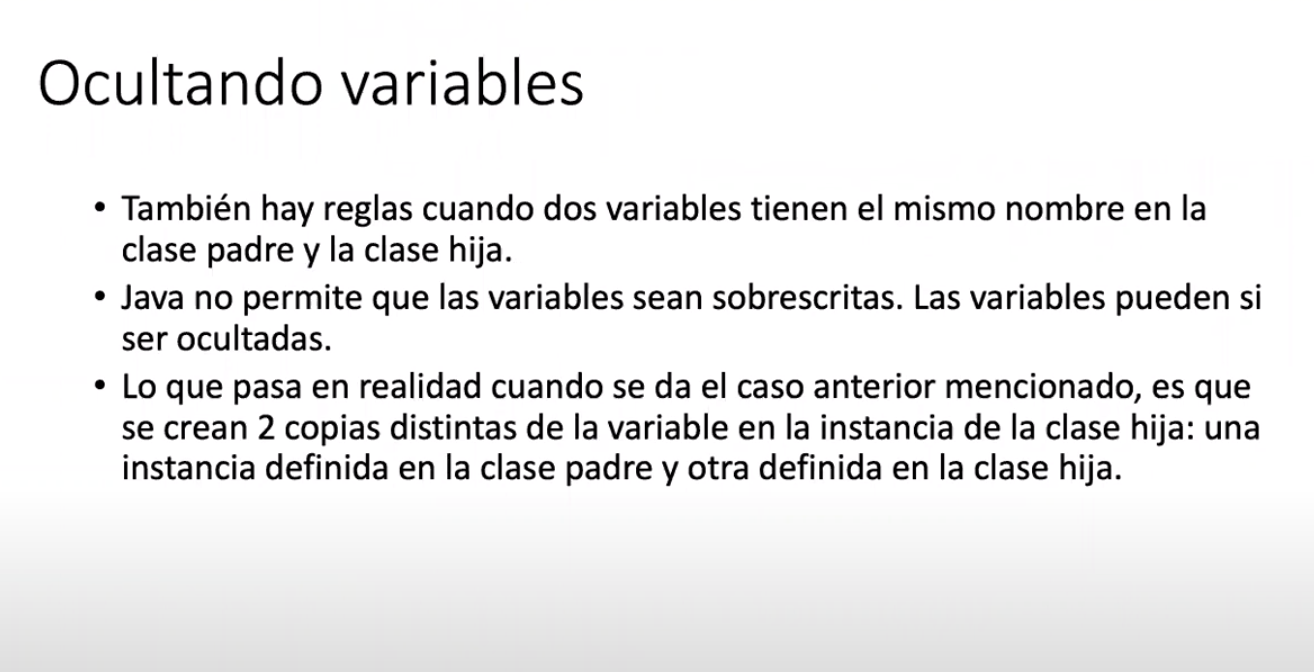 Ocultando variables
• También hay reglas cuando dos variables tienen el mismo nombre en la
clase padre y la clase hija.
• Java no permite que las variables sean sobrescritas. Las variables pueden si
ser ocultadas.
• Lo que pasa en realidad cuando se da el caso anterior mencionado, es que
se crean 2 copias distintas de la variable en la instancia de la clase hija: una
instancia definida en la clase padre y otra definida en la clase hija.